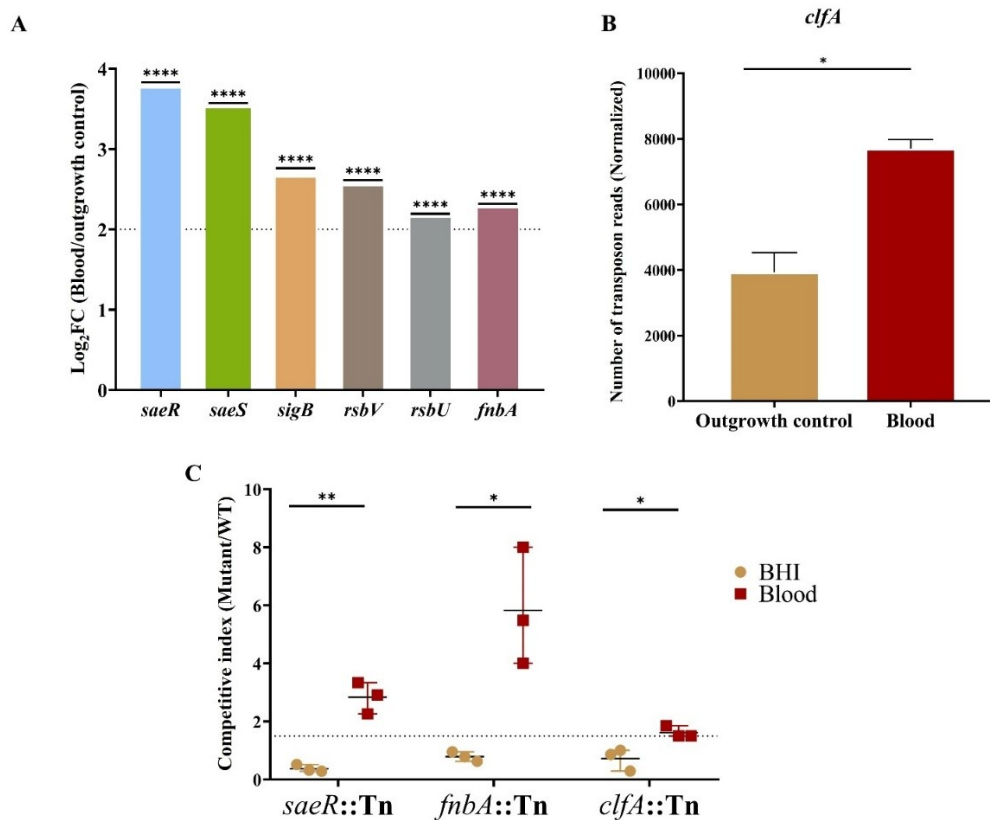 A
Log₂FC (Blood/outgrowth control)
4
3
2
1
0
**** **** **** **** **** ****
saeR saeS sigB rsbV rsbU fnbA
B
clfA
Number of transposon reads (Normalized)
10000
8000
6000
4000
2000
0
*
Outgrowth control Blood
C
Competitive index (Mutant/WT)
10
8
6
4
2
0
** * *
saeR::Tn fnbA::Tn clfA::Tn
BHI
Blood